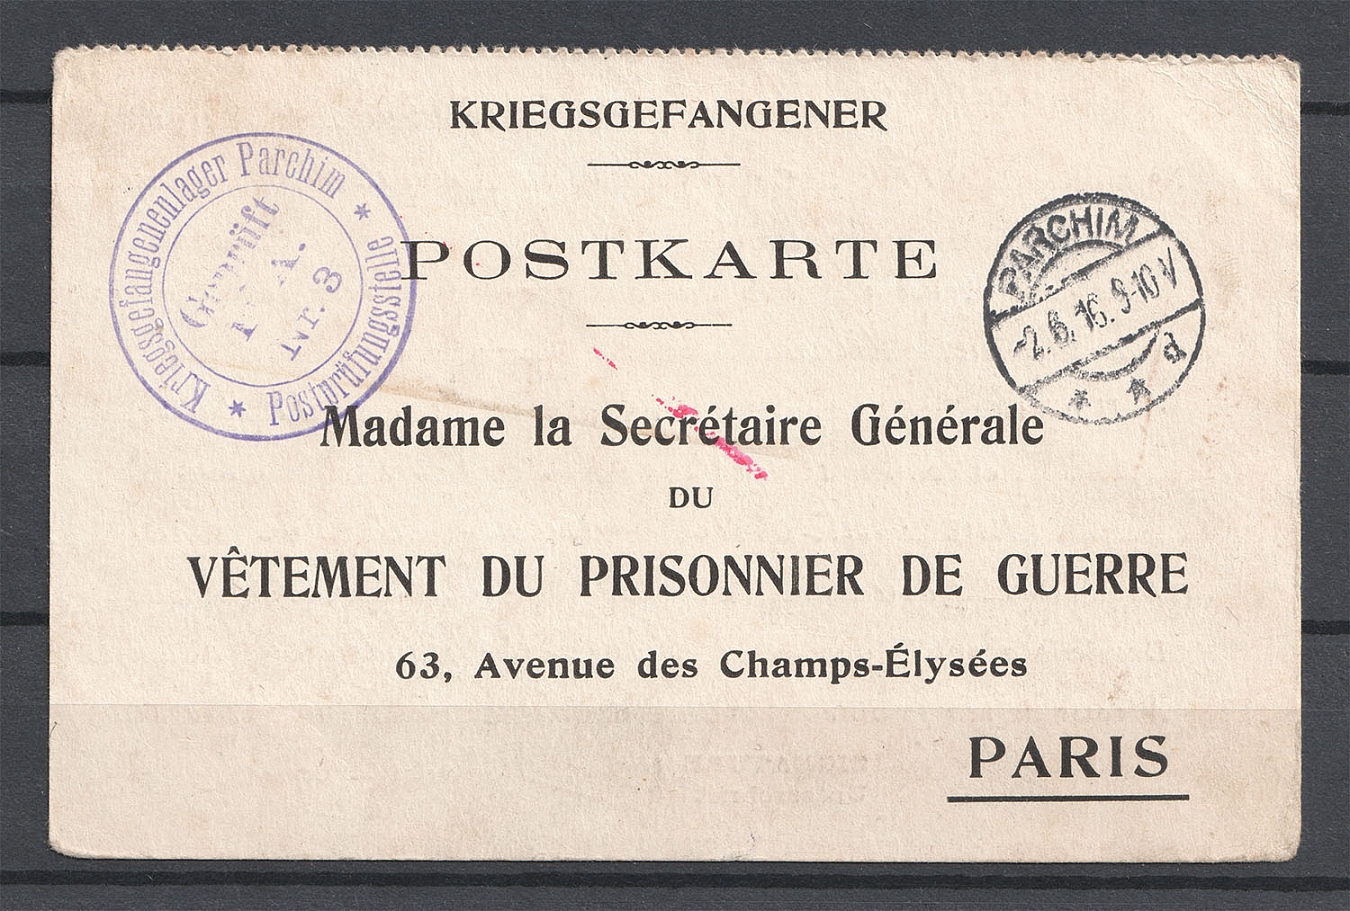 KRIEGSGEFANGENER
Kriegsgefangenenlager Parchim * Postprüfungsstelle *
Geprüft
F. A.
Nr. 3
POSTKARTE
PARCHIM
-2.6.16. 9-10 V
* * d
Madame la Secrétaire Générale
DU
VÊTEMENT DU PRISONNIER DE GUERRE
63, Avenue des Champs-Élysées
PARIS